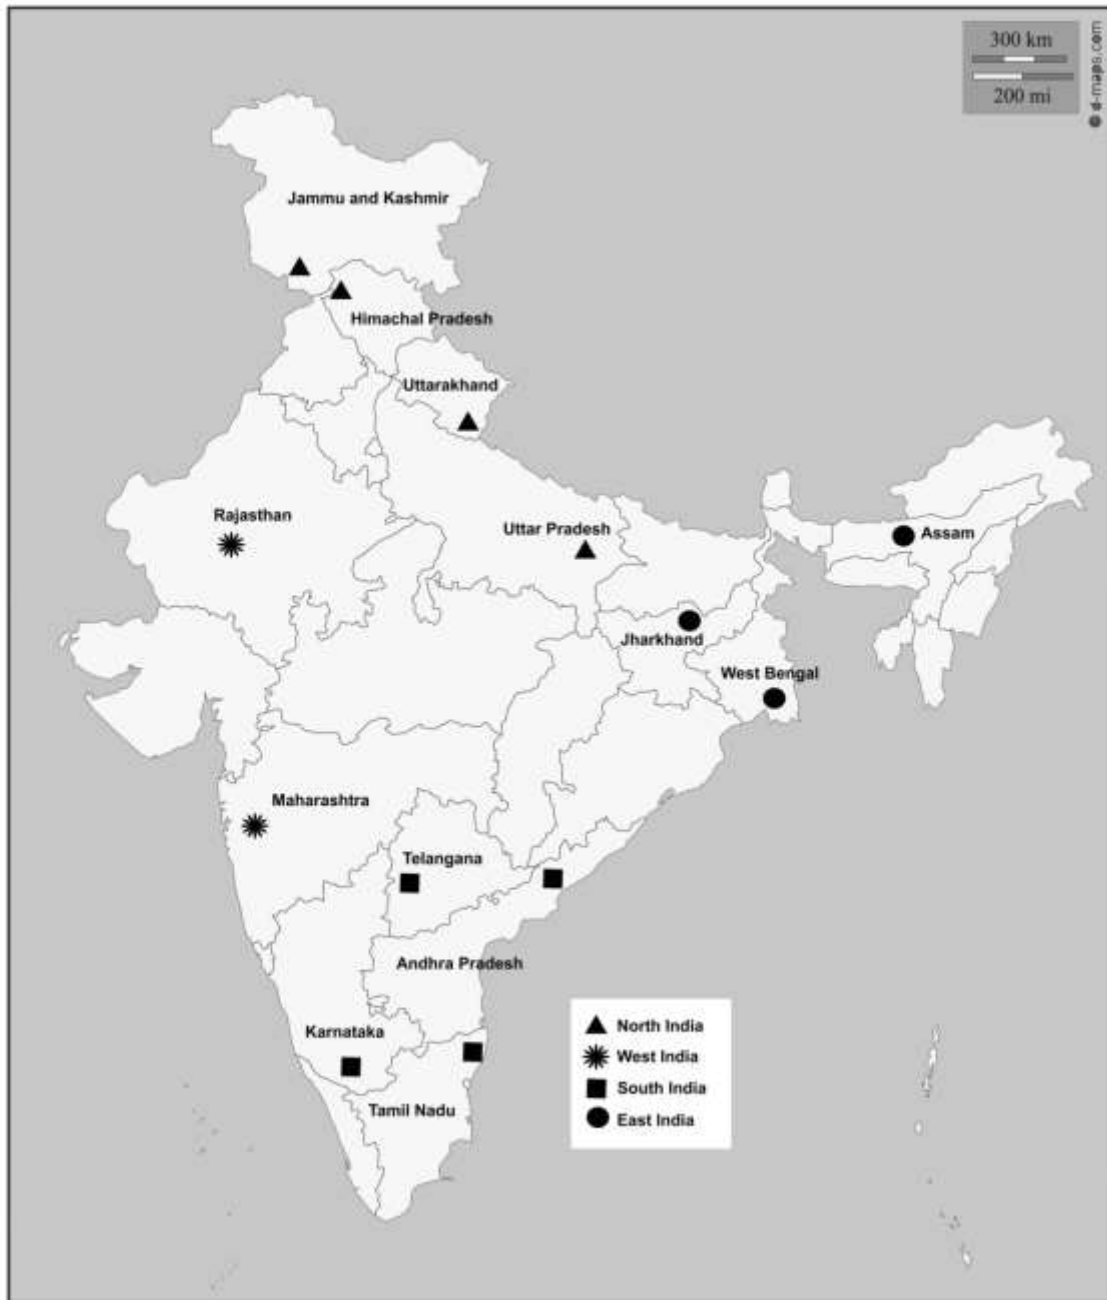 300 km
200 mi
© d-maps.com
Jammu and Kashmir
Himachal Pradesh
Uttarakhand
Rajasthan
Uttar Pradesh
Assam
Jharkhand
West Bengal
Maharashtra
Telangana
Andhra Pradesh
Karnataka
Tamil Nadu
North India
West India
South India
East India